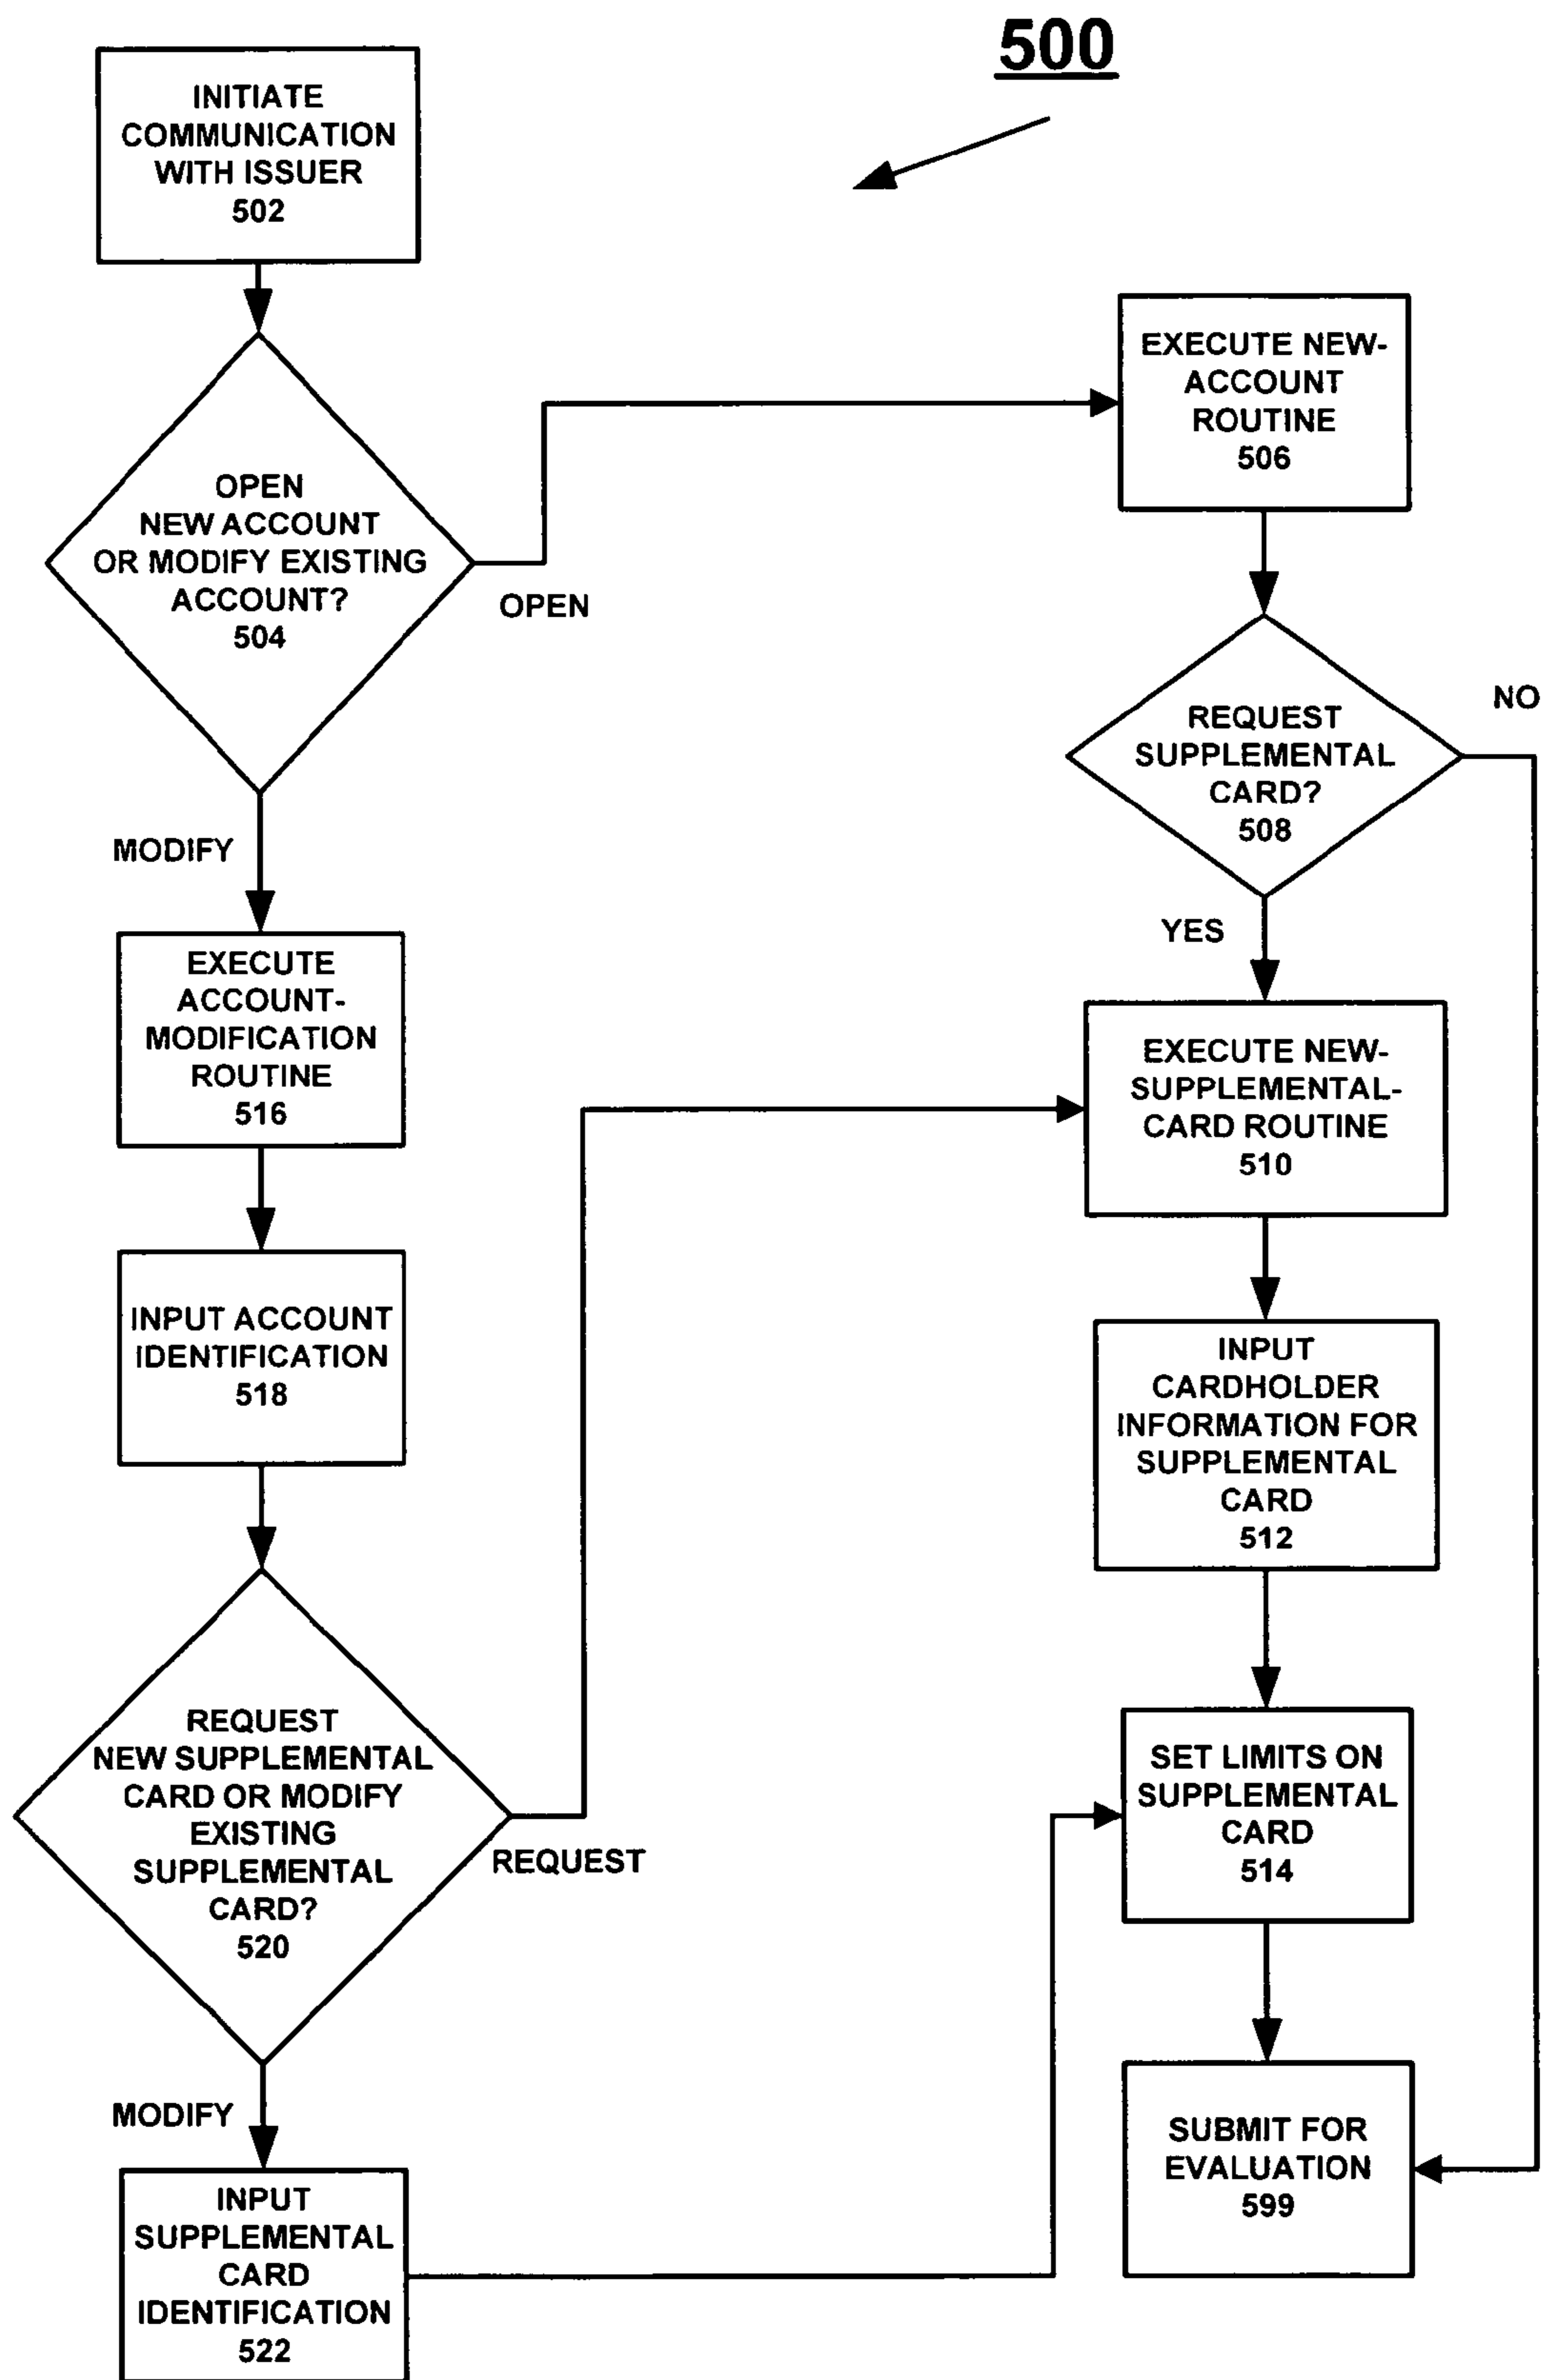 500
INITIATE
COMMUNICATION
WITH ISSUER
502
OPEN
NEW ACCOUNT
OR MODIFY EXISTING
ACCOUNT?
504
OPEN
MODIFY
EXECUTE NEW-
ACCOUNT
ROUTINE
506
REQUEST
SUPPLEMENTAL
CARD?
508
NO
YES
EXECUTE
ACCOUNT-
MODIFICATION
ROUTINE
516
EXECUTE NEW-
SUPPLEMENTAL-
CARD ROUTINE
510
INPUT ACCOUNT
IDENTIFICATION
518
INPUT
CARDHOLDER
INFORMATION FOR
SUPPLEMENTAL
CARD
512
REQUEST
NEW SUPPLEMENTAL
CARD OR MODIFY
EXISTING
SUPPLEMENTAL
CARD?
520
REQUEST
MODIFY
SET LIMITS ON
SUPPLEMENTAL
CARD
514
SUBMIT FOR
EVALUATION
599
INPUT
SUPPLEMENTAL
CARD
IDENTIFICATION
522